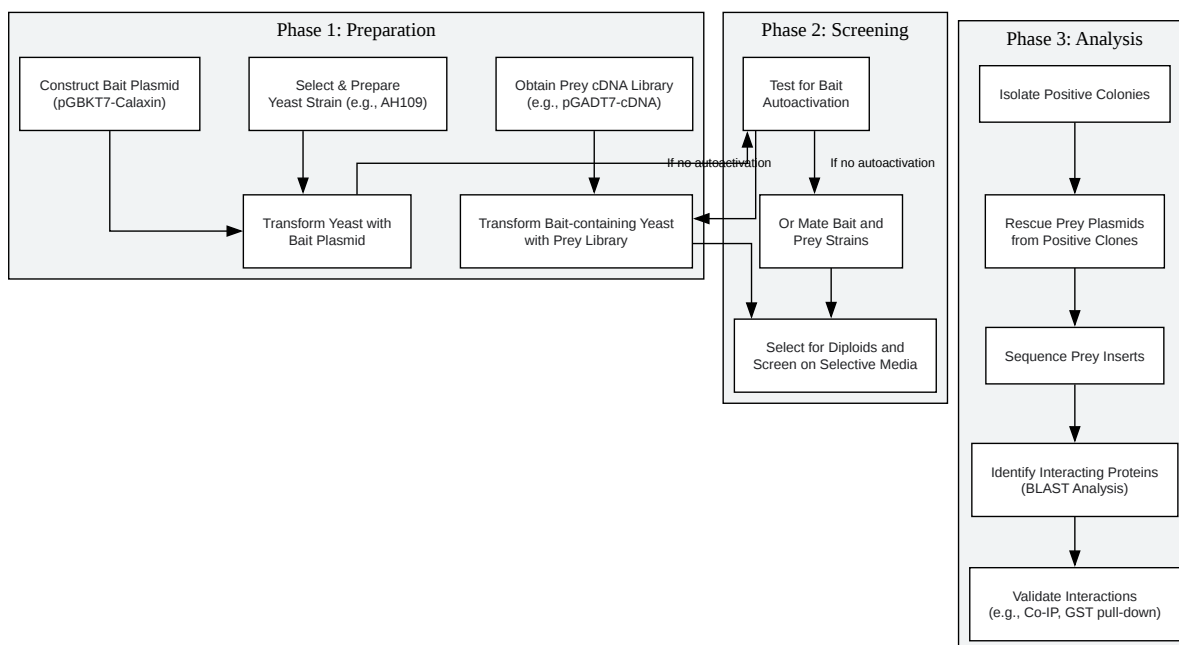 Phase 1: Preparation
Construct Bait Plasmid
(pGBKT7-Calaxin)
Select & Prepare
Yeast Strain (e.g., AH109)
Obtain Prey cDNA Library
(e.g., pGADT7-cDNA)
Transform Yeast with
Bait Plasmid
Transform Bait-containing Yeast
with Prey Library
Phase 2: Screening
Test for Bait
Autoactivation
If no autoactivation
If no autoactivation
Or Mate Bait and
Prey Strains
Select for Diploids and
Screen on Selective Media
Phase 3: Analysis
Isolate Positive Colonies
Rescue Prey Plasmids
from Positive Clones
Sequence Prey Inserts
Identify Interacting Proteins
(BLAST Analysis)
Validate Interactions
(e.g., Co-IP, GST pull-down)